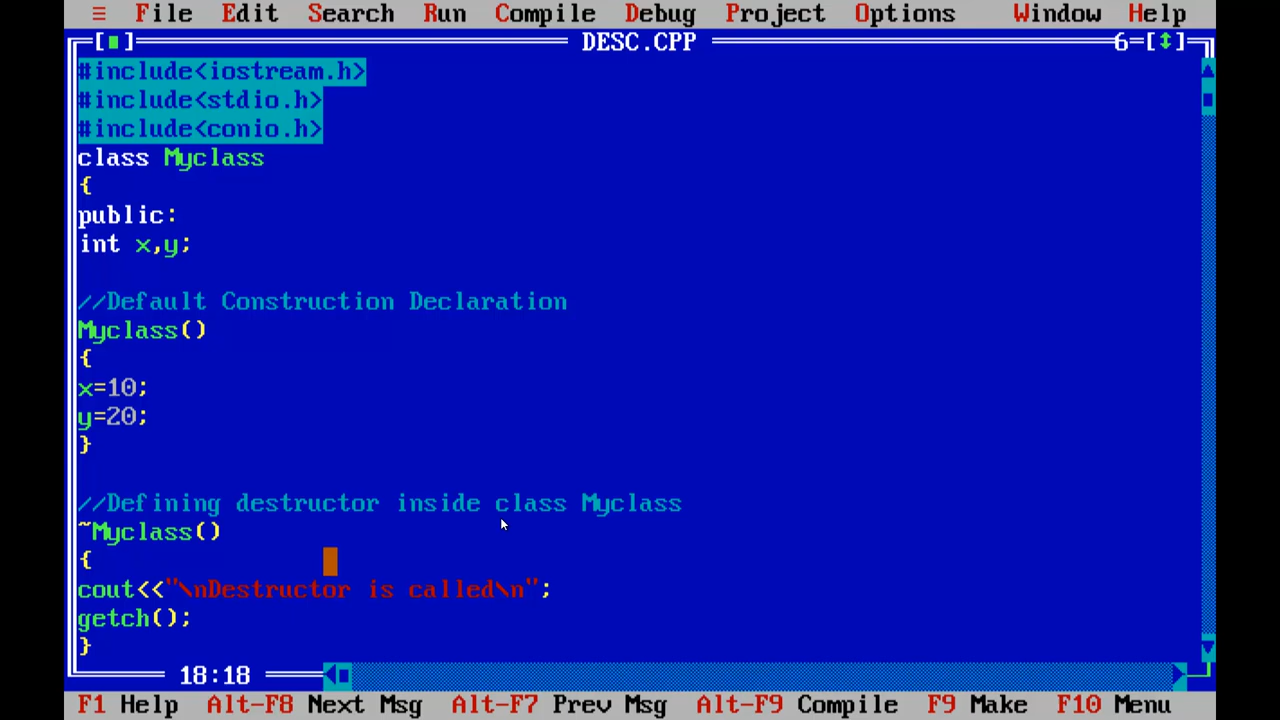 ≡ File Edit Search Run Compile Debug Project Options Window Help
[■] DESC.CPP 6=[↕]
#include<iostream.h>
#include<stdio.h>
#include<conio.h>
class Myclass
{
public:
int x,y;
//Default Construction Declaration
Myclass()
{
x=10;
y=20;
}
//Defining destructor inside class Myclass
~Myclass()
{
cout<<"\nDestructor is called\n";
getch();
}
18:18
F1 Help Alt-F8 Next Msg Alt-F7 Prev Msg Alt-F9 Compile F9 Make F10 Menu